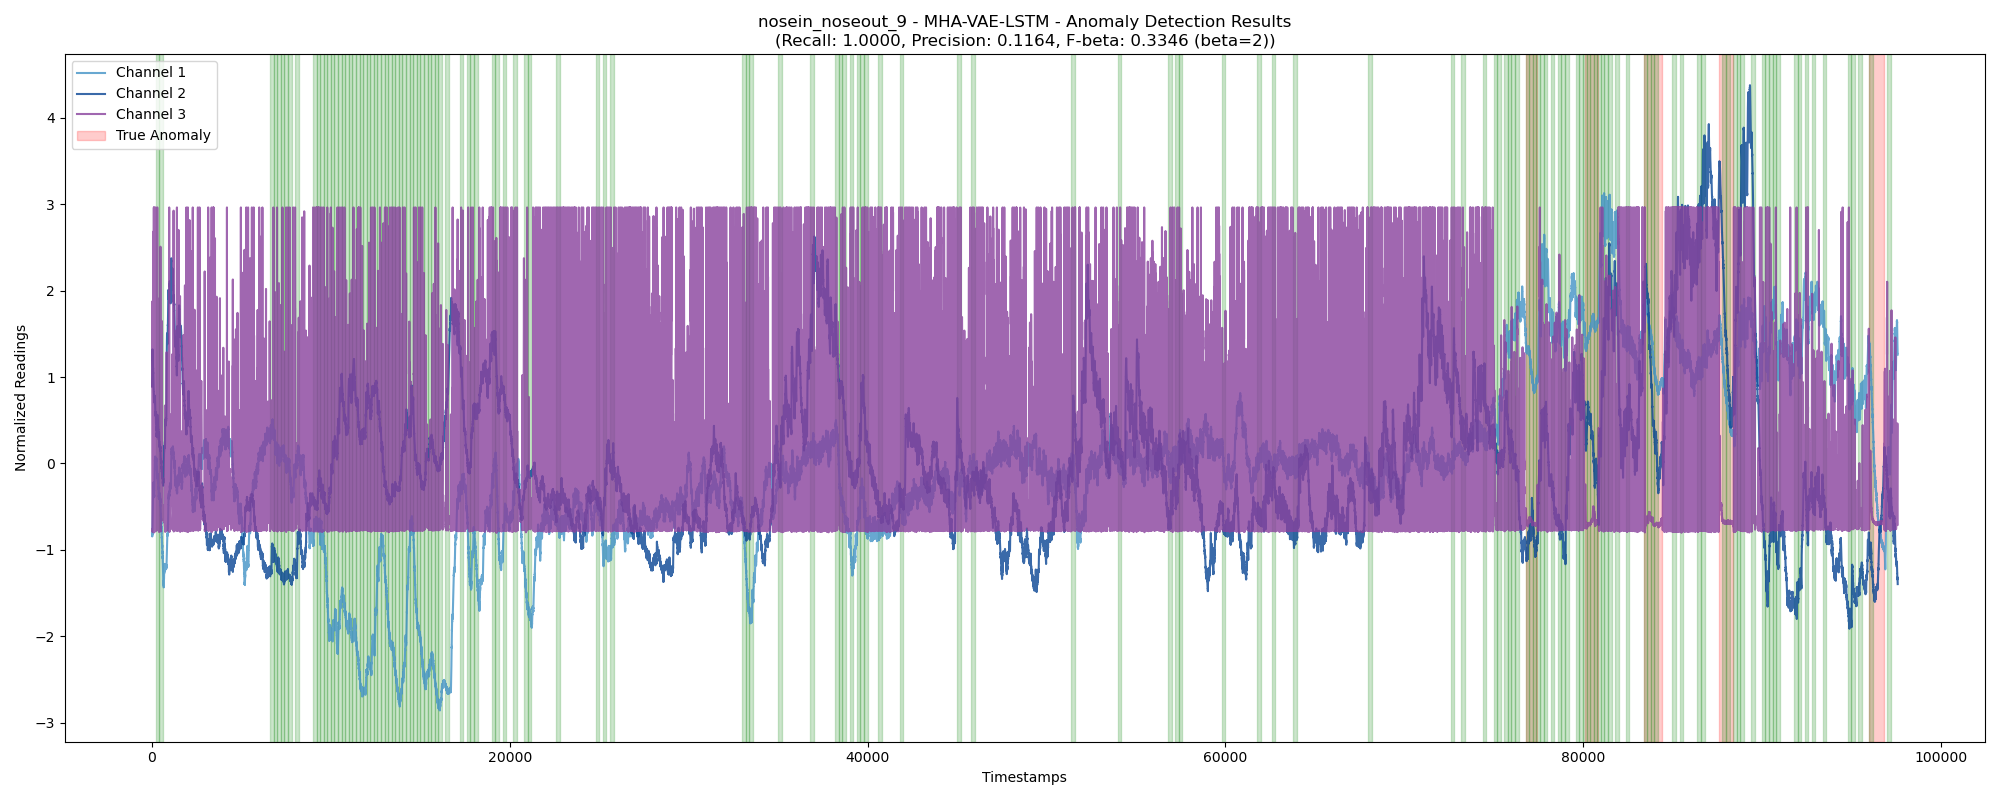 nosein_noseout_9 - MHA-VAE-LSTM - Anomaly Detection Results
(Recall: 1.0000, Precision: 0.1164, F-beta: 0.3346 (beta=2))
Channel 1
Channel 2
Channel 3
True Anomaly
Normalized Readings
4
3
2
1
0
−1
−2
−3
0 20000 40000 60000 80000 100000
Timestamps